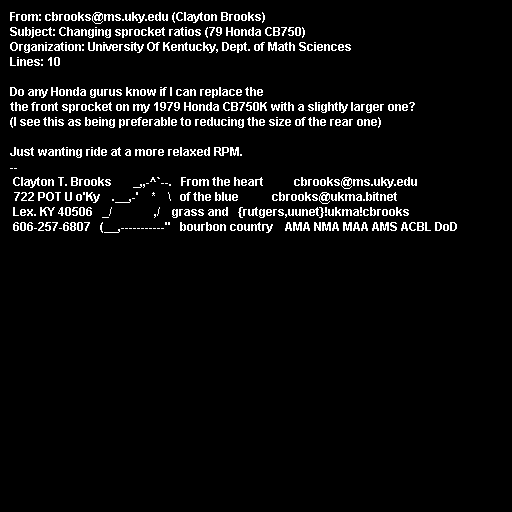 From: cbrooks@ms.uky.edu (Clayton Brooks)
Subject: Changing sprocket ratios (79 Honda CB750)
Organization: University Of Kentucky, Dept. of Math Sciences
Lines: 10

Do any Honda gurus know if I can replace the
the front sprocket on my 1979 Honda CB750K with a slightly larger one?
(I see this as being preferable to reducing the size of the rear one)

Just wanting ride at a more relaxed RPM.
--
Clayton T. Brooks       _,,-^`--.   From the heart          cbrooks@ms.uky.edu
722 POT U o'Ky    .__,-'    *    \   of the blue           cbrooks@ukma.bitnet
Lex. KY 40506   _/              ,/    grass and   {rutgers,uunet}!ukma!cbrooks
606-257-6807   (__,-----------''   bourbon country    AMA NMA MAA AMS ACBL DoD